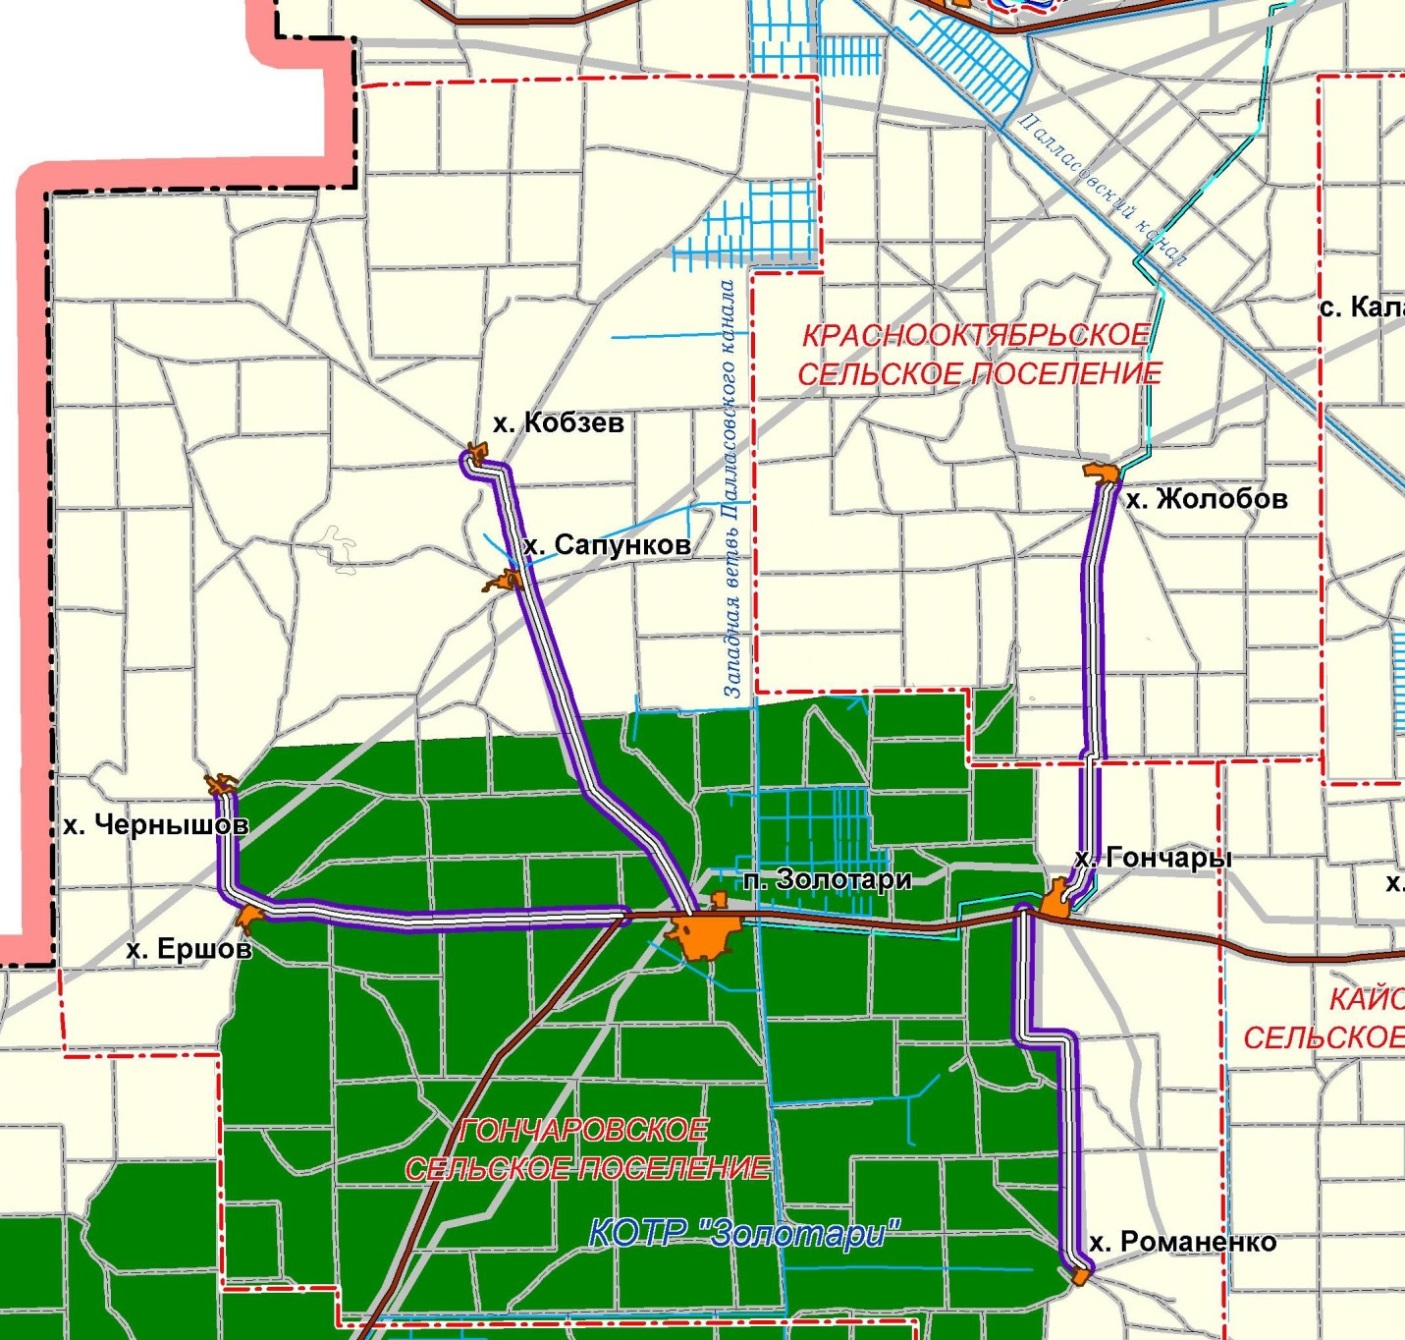 Палласовский канал
с. Кала
КРАСНООКТЯБРЬСКОЕ
СЕЛЬСКОЕ ПОСЕЛЕНИЕ
Западная ветвь Палласовского канала
х. Кобзев
х. Жолобов
х. Сапунков
х. Чернышов
х. Гончары
п. Золотари
х.
х. Ершов
КАЙС
СЕЛЬСКОЕ
ГОНЧАРОВСКОЕ
СЕЛЬСКОЕ ПОСЕЛЕНИЕ
КОТР "Золотари"
х. Романенко